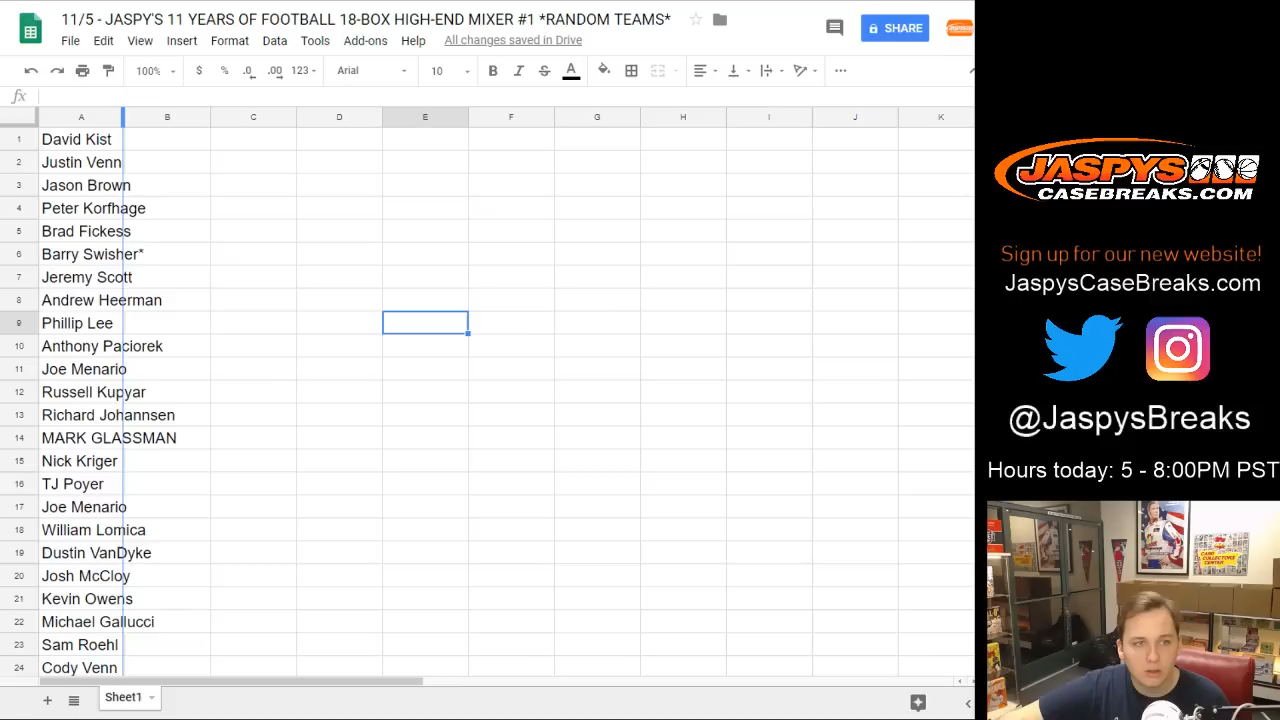 11/5 - JASPY'S 11 YEARS OF FOOTBALL 18-BOX HIGH-END MIXER #1 *RANDOM TEAMS*
File Edit View Insert Tools Add-ons Help All changes saved in Drive
SHARE
100% $ % .0 .00 123 Arial 10 B I S A
fx
A B C D E F G H I J K
1 David Kist
2 Justin Venn
3 Jason Brown
4 Peter Korfhage
5 Brad Fickess
6 Barry Swisher*
7 Jeremy Scott
8 Andrew Heerman
9 Phillip Lee
10 Anthony Paciorek
11 Joe Menario
12 Russell Kupyar
13 Richard Johannsen
14 MARK GLASSMAN
15 Nick Kriger
16 TJ Poyer
17 Joe Menario
18 William Lomica
19 Dustin VanDyke
20 Josh McCloy
21 Kevin Owens
22 Michael Gallucci
23 Sam Roehl
24 Cody Venn
Sheet1
JASPYS
CASEBREAKS.COM
Sign up for our new website!
JaspysCaseBreaks.com
@JaspysBreaks
Hours today: 5 - 8:00PM PST